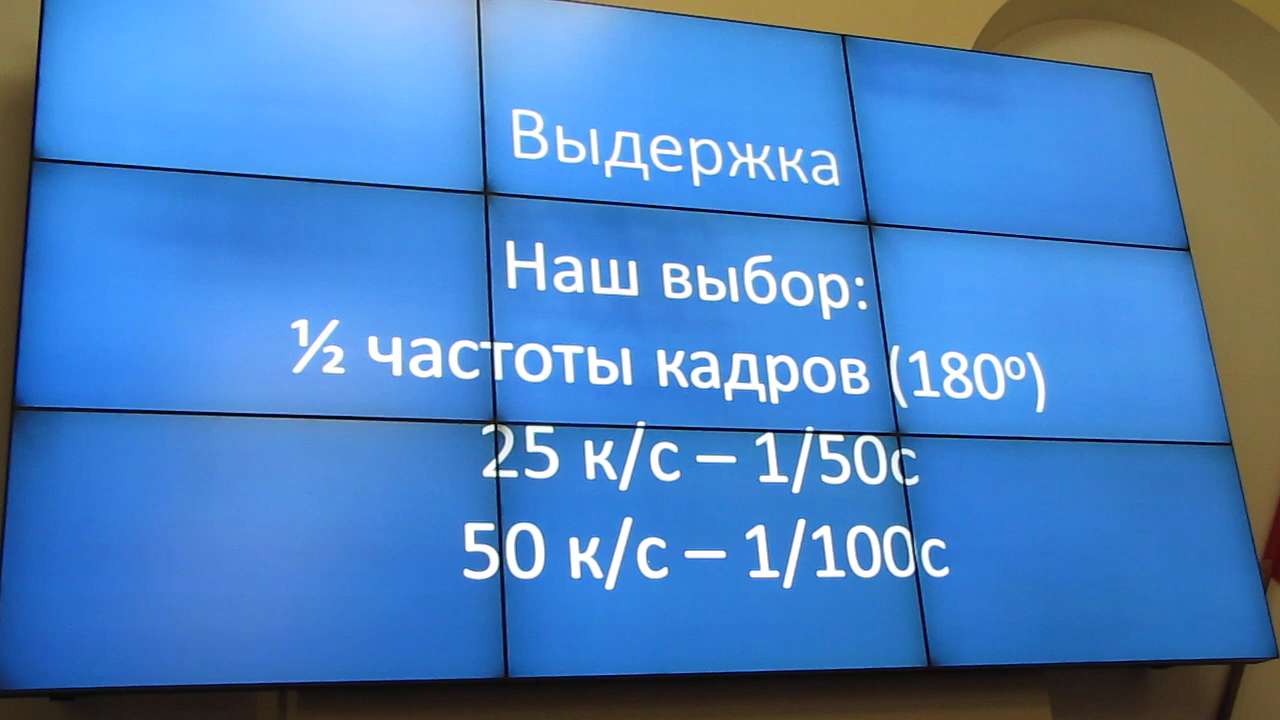 Выдержка
Наш выбор:
½ частоты кадров (180º)
25 к/с – 1/50с
50 к/с – 1/100с